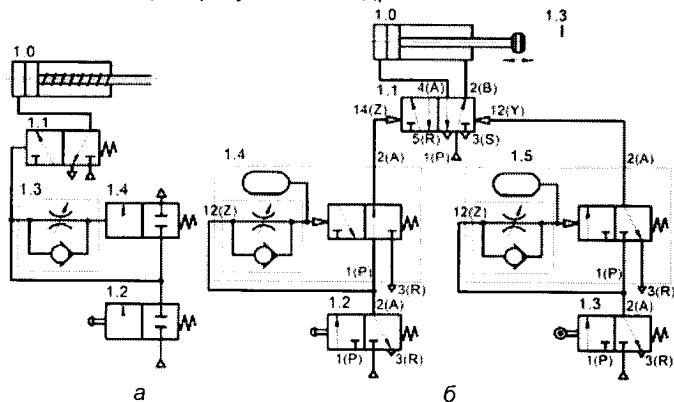 1.0
1.3
1.0
1.1
4(A)
2(B)
1.1
14(Z)
12(Y)
5(R)
3(S)
1(P)
1.3
1.4
1.4
2(A)
1.5
2(A)
12(Z)
12(Z)
1(P)
1(P)
3(R)
3(R)
1.2
1.2
2(A)
1.3
2(A)
1(P)
3(R)
1(P)
3(R)
а
б